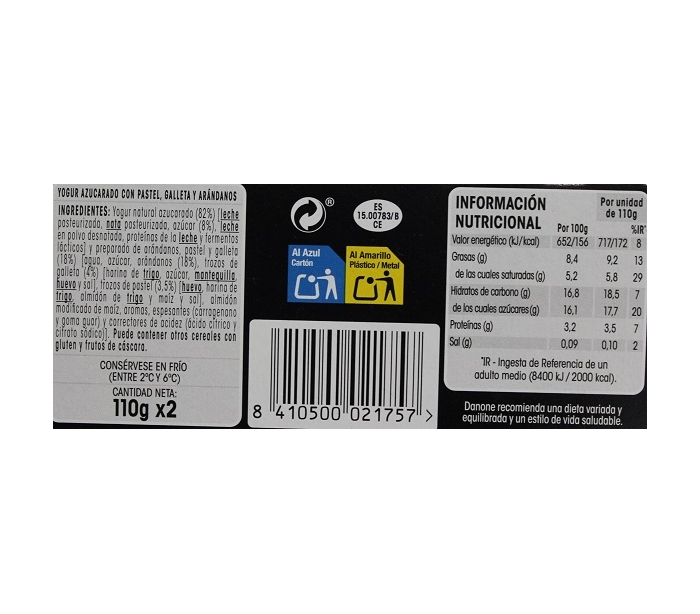 YOGUR AZUCARADO CON PASTEL, GALLETA Y ARÁNDANOS
INGREDIENTES: Yogur natural azucarado (82%) [leche
pasteurizada, nata pasteurizada, azúcar (8%), leche
en polvo desnatado, proteínas de la leche y fermentos
lácticos] y preparado de arándanos, pastel y galleta
(18%) [agua, azúcar, arándanos (18%), trozos de
galleta (4%) [harina de trigo, azúcar, mantequilla,
huevo y sal], trozos de pastel (3,5%) [huevo, harina de
trigo, almidón de trigo y maíz y sal], almidón
modificado de maíz, aromas, espesantes (carragenano
y goma guar) y correctores de acidez (ácido cítrico y
citrato sódico)]. Puede contener otros cereales con
gluten y frutos de cáscara.
CONSÉRVESE EN FRÍO
(ENTRE 2°C Y 6°C)
CANTIDAD NETA:
110g x2
®
ES
15.00783/B
CE
Al Azul
Cartón
Al Amarillo
Plástico / Metal
8 410500 021757 >
INFORMACIÓN
NUTRICIONAL
Por 100g
Por unidad
de 110g
%IR*
Valor energético (kJ/kcal) 652/156 717/172 8
Grasas (g) 8,4 9,2 13
de las cuales saturadas (g) 5,2 5,8 29
Hidratos de carbono (g) 16,8 18,5 7
de los cuales azúcares (g) 16,1 17,7 20
Proteínas (g) 3,2 3,5 7
Sal (g) 0,09 0,10 2
*IR - Ingesta de Referencia de un
adulto medio (8400 kJ / 2000 kcal).
Danone recomienda una dieta variada y
equilibrada y un estilo de vida saludable.